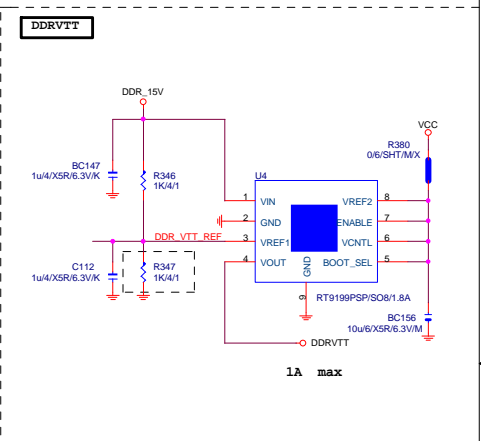 DDRVTT
DDR_15V
VCC
R380
0/6/SHT/M/X
BC147
1u/4/X5R/6.3V/K
R346
1K/4/1
U4
1 VIN VREF2 8
2 GND ENABLE 7
DDR_VTT_REF 3 VREF1 VCNTL 6
4 VOUT BOOT_SEL 5
GND
9
C112
1u/4/X5R/6.3V/K
R347
1K/4/1
RT9199PSP/SO8/1.8A
BC156
10u/6/X5R/6.3V/M
DDRVTT
1A max